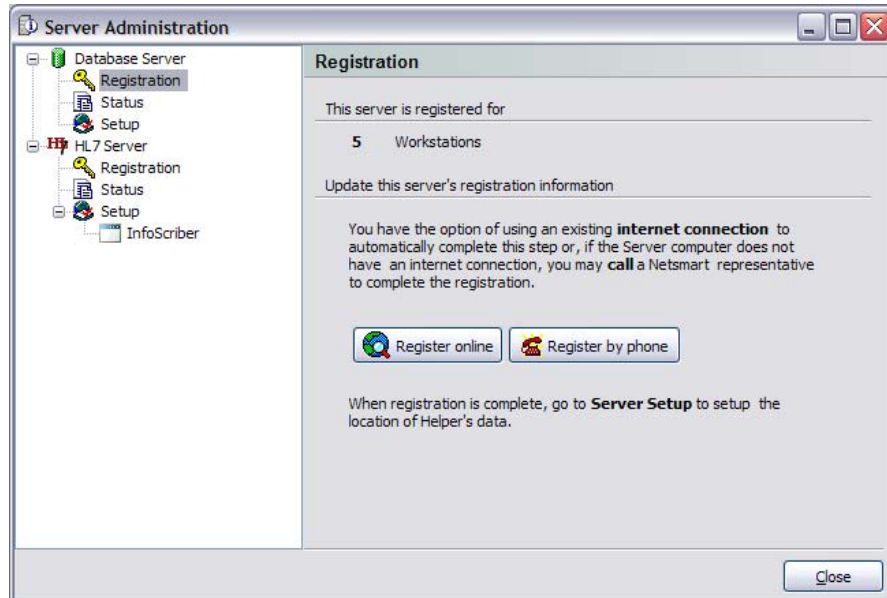 Server Administration
Database Server
Registration
Status
Setup
HL7 Server
Registration
Status
Setup
InfoScriber
Registration
This server is registered for
5 Workstations
Update this server's registration information
You have the option of using an existing internet connection to
automatically complete this step or, if the Server computer does not
have an internet connection, you may call a Netsmart representative
to complete the registration.
Register online
Register by phone
When registration is complete, go to Server Setup to setup the
location of Helper's data.
Close